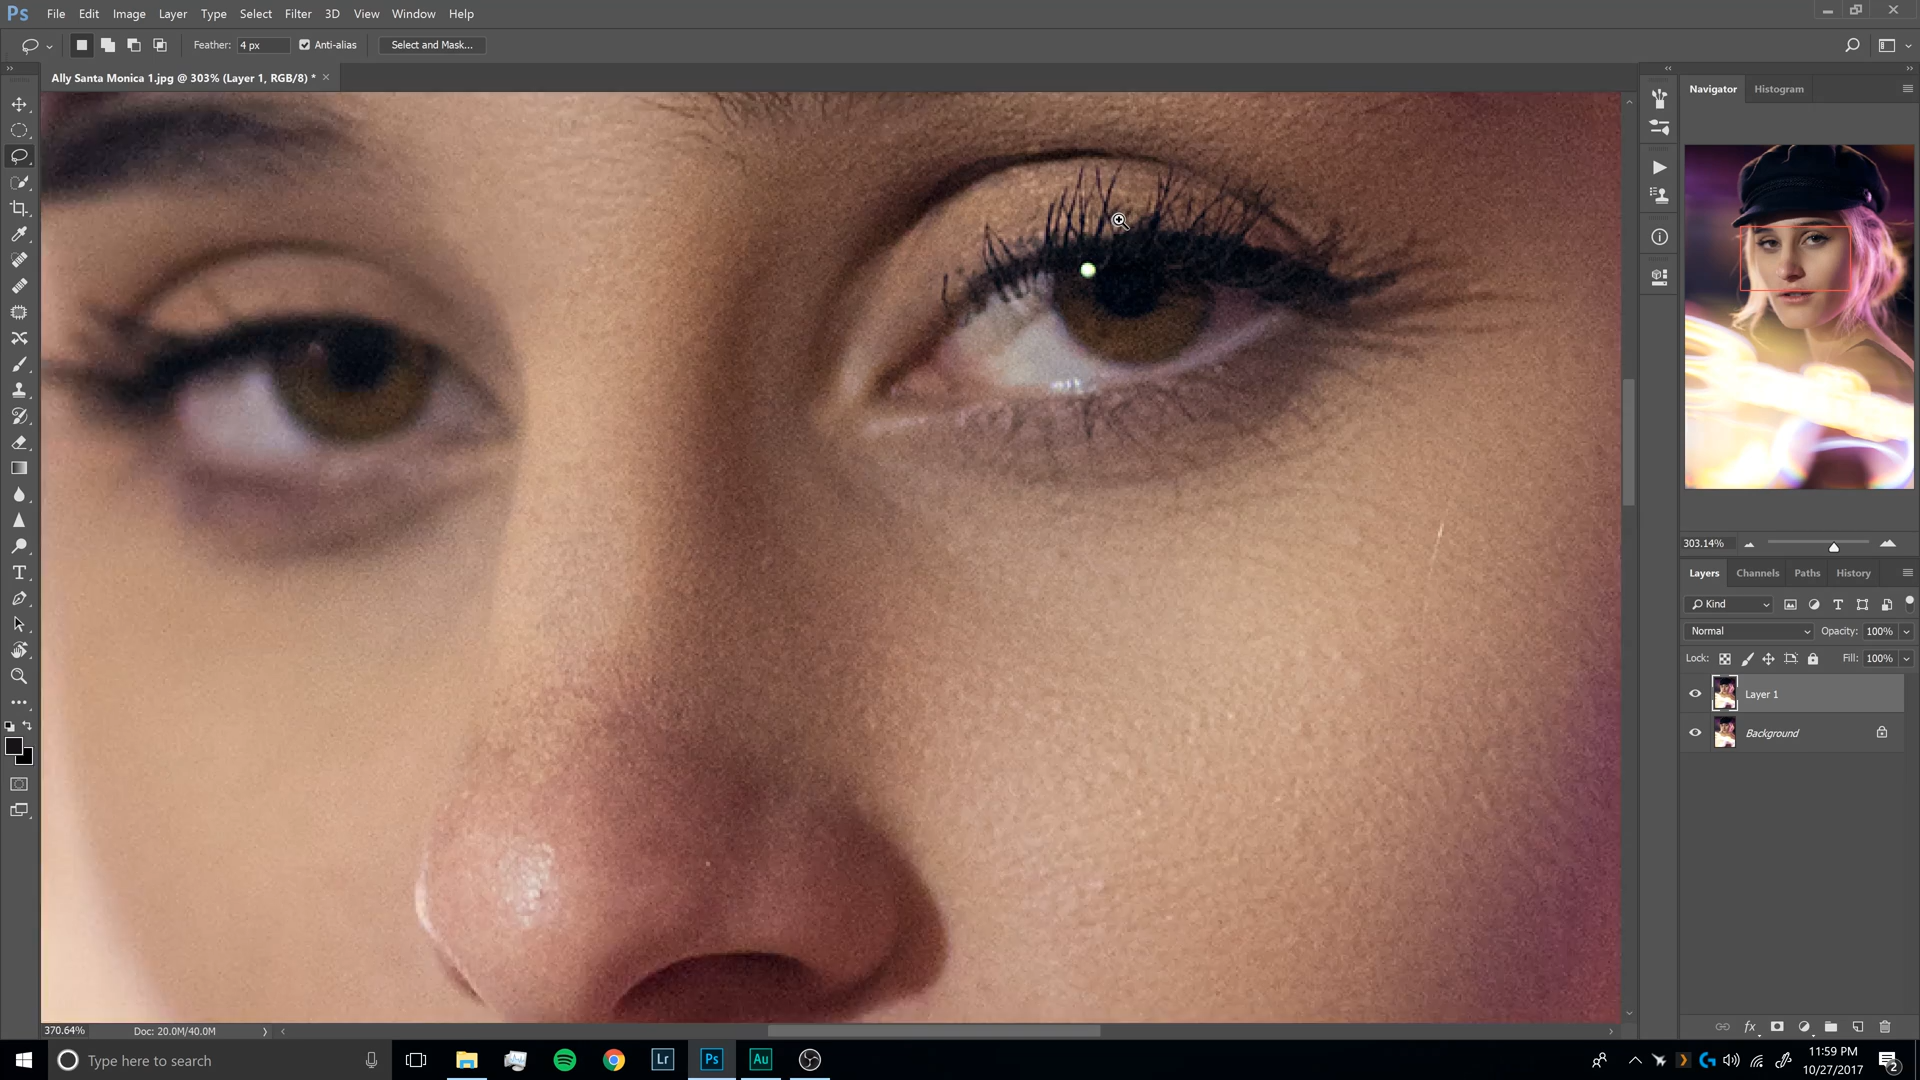 Ps File Edit Image Layer Type Select Filter 3D View Window Help
Feather: 4 px Anti-alias Select and Mask...
Ally Santa Monica 1.jpg @ 303% (Layer 1, RGB/8) * ×
Navigator Histogram
303.14%
Layers Channels Paths History
Kind
Normal Opacity: 100%
Lock: Fill: 100%
Layer 1
Background
fx
370.64% Doc: 20.0M/40.0M
Type here to search
Lr Ps Au
11:59 PM
10/27/2017
2